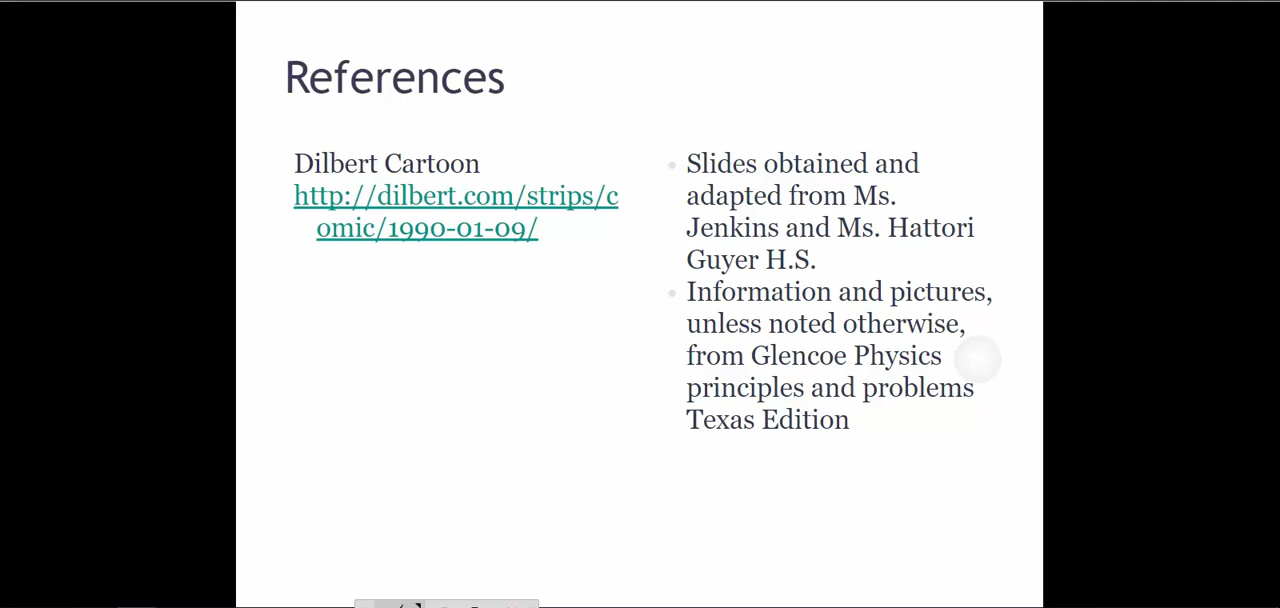 References
Dilbert Cartoon
http://dilbert.com/strips/c
omic/1990-01-09/
Slides obtained and
adapted from Ms.
Jenkins and Ms. Hattori
Guyer H.S.
Information and pictures,
unless noted otherwise,
from Glencoe Physics
principles and problems
Texas Edition